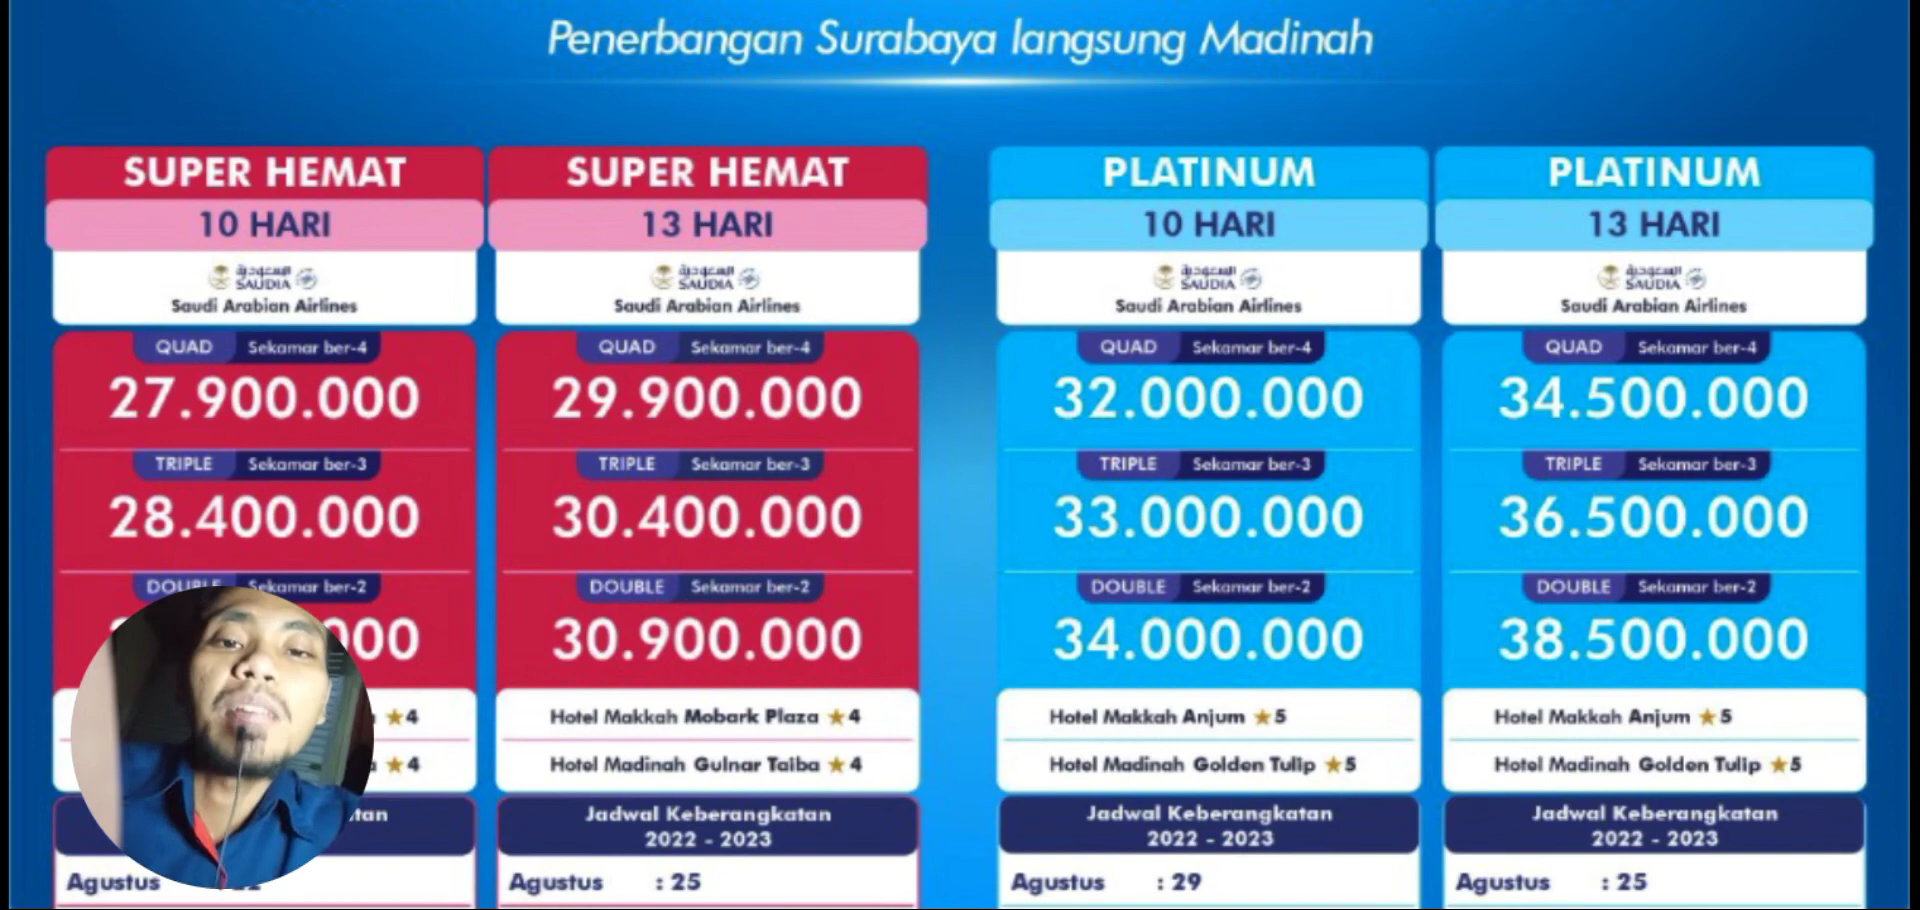 Penerbangan Surabaya langsung Madinah
SUPER HEMAT
10 HARI
السعودية
SAUDIA
Saudi Arabian Airlines
QUAD Sekamar ber-4
27.900.000
TRIPLE Sekamar ber-3
28.400.000
Sekamar ber-2
★4
★4
Agustus
SUPER HEMAT
13 HARI
السعودية
SAUDIA
Saudi Arabian Airlines
QUAD Sekamar ber-4
29.900.000
TRIPLE Sekamar ber-3
30.400.000
DOUBLE Sekamar ber-2
30.900.000
Hotel Makkah Mobark Plaza ★4
Hotel Madinah Gulnar Taiba ★4
Jadwal Keberangkatan
2022 - 2023
Agustus : 25
PLATINUM
10 HARI
السعودية
SAUDIA
Saudi Arabian Airlines
QUAD Sekamar ber-4
32.000.000
TRIPLE Sekamar ber-3
33.000.000
DOUBLE Sekamar ber-2
34.000.000
Hotel Makkah Anjum ★5
Hotel Madinah Golden Tulip ★5
Jadwal Keberangkatan
2022 - 2023
Agustus : 29
PLATINUM
13 HARI
السعودية
SAUDIA
Saudi Arabian Airlines
QUAD Sekamar ber-4
34.500.000
TRIPLE Sekamar ber-3
36.500.000
DOUBLE Sekamar ber-2
38.500.000
Hotel Makkah Anjum ★5
Hotel Madinah Golden Tulip ★5
Jadwal Keberangkatan
2022 - 2023
Agustus : 25